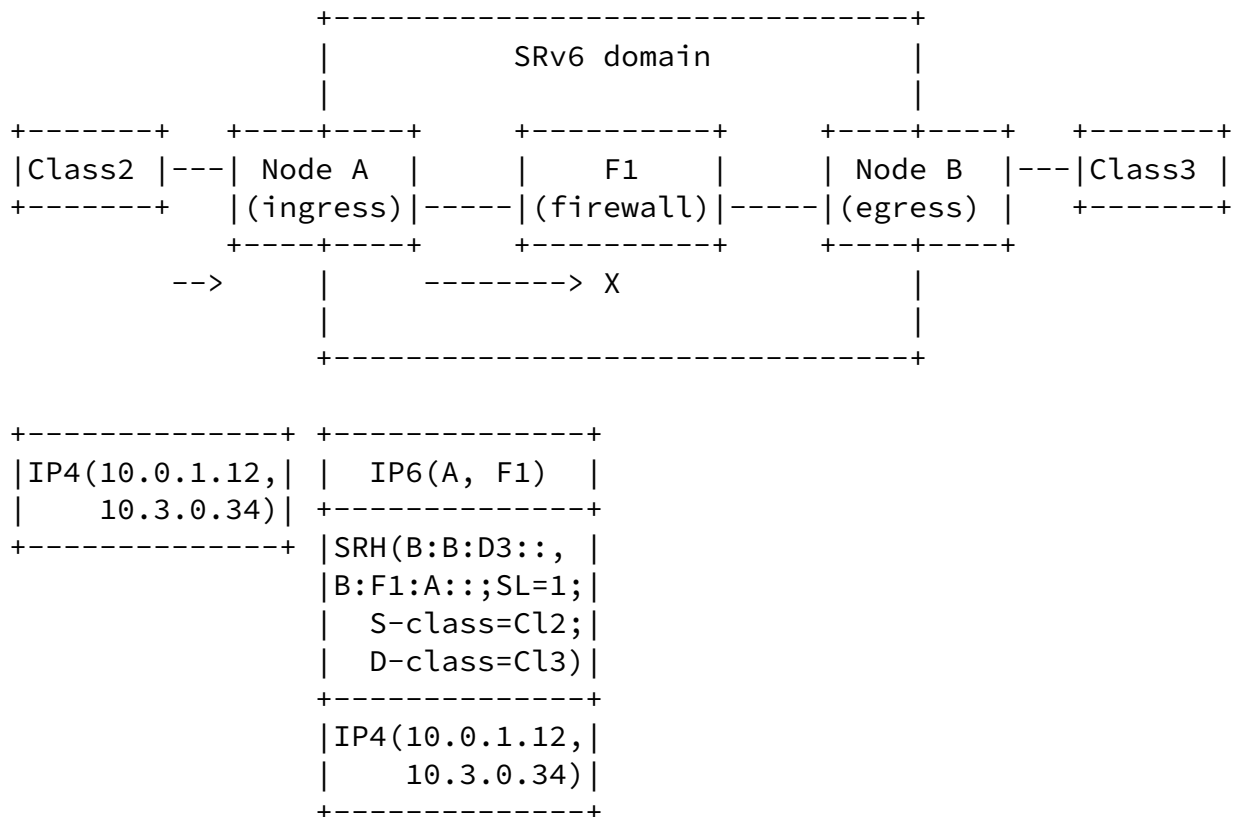 SRv6 domain
Class2 Node A F1 Node B Class3
(ingress) (firewall) (egress)
--> --------> X
IP4(10.0.1.12, IP6(A, F1)
10.3.0.34)
SRH(B:B:D3::,
B:F1:A::;SL=1;
S-class=Cl2;
D-class=Cl3)
IP4(10.0.1.12,
10.3.0.34)